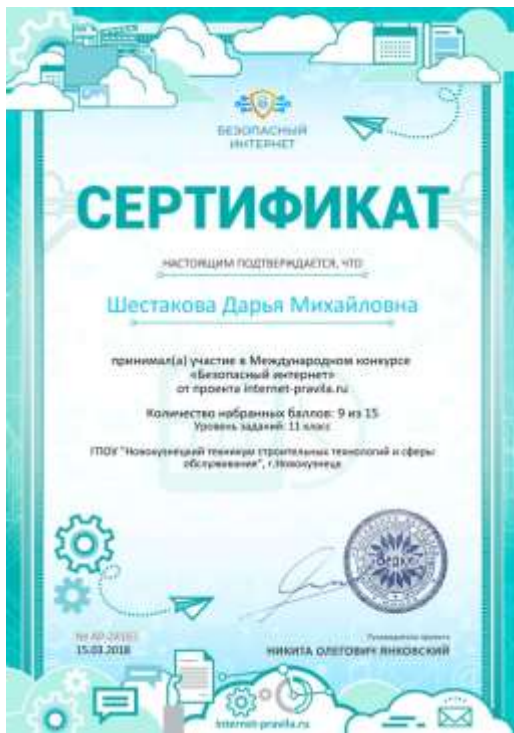 БЕЗОПАСНЫЙ
ИНТЕРНЕТ
СЕРТИФИКАТ
НАСТОЯЩИМ ПОДТВЕРЖДАЕТСЯ, ЧТО
Шестакова Дарья Михайловна
принимал(а) участие в Международном конкурсе
«Безопасный интернет»
от проекта internet-pravila.ru
Количество набранных баллов: 9 из 15
Уровень заданий: 11 класс
ГПОУ "Новокузнецкий техникум строительных технологий и сферы
обслуживания", г.Новокузнецк
15.03.2018
Руководитель проекта
НИКИТА ОЛЕГОВИЧ ЯНКОВСКИЙ
internet-pravila.ru